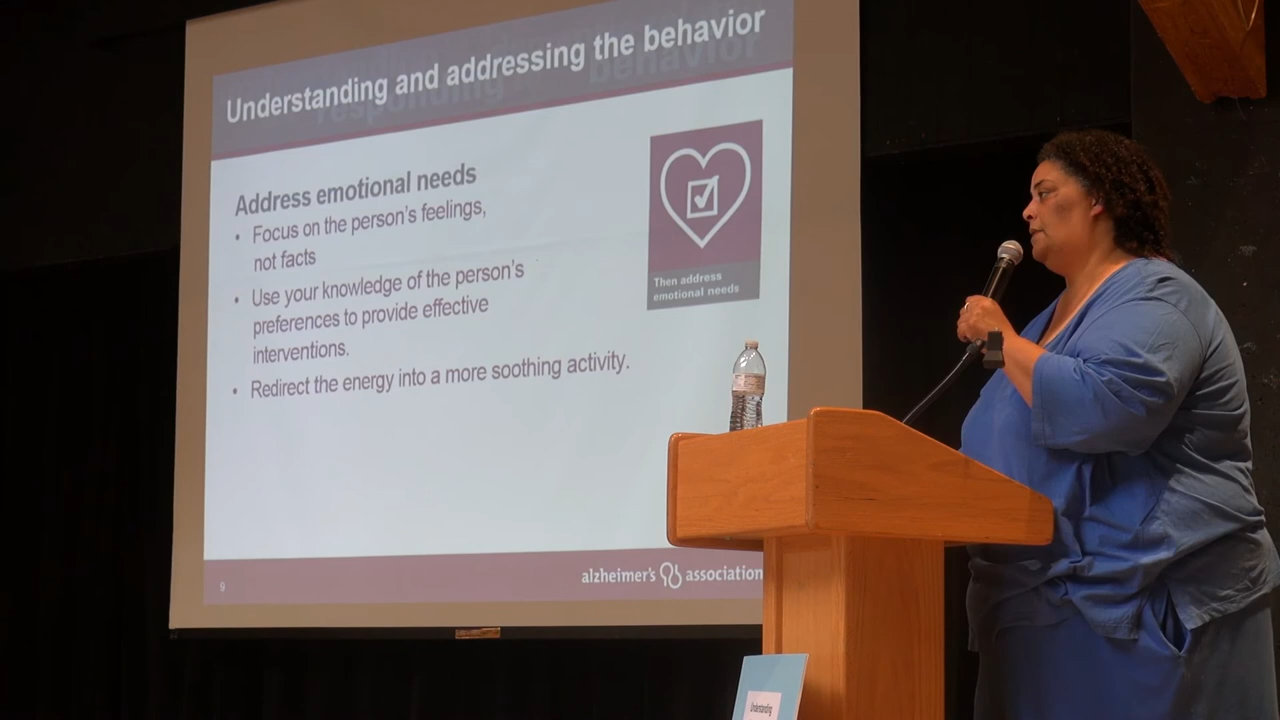 Understanding and addressing the behavior
Address emotional needs
• Focus on the person's feelings,
not facts
• Use your knowledge of the person's
preferences to provide effective
interventions.
• Redirect the energy into a more soothing activity.
Then address
emotional needs
9
alzheimer's association
Understanding